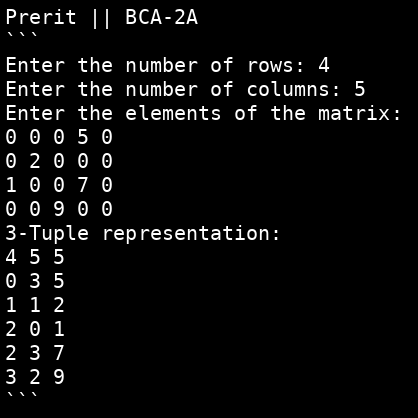 Prerit || BCA-2A
```
Enter the number of rows: 4
Enter the number of columns: 5
Enter the elements of the matrix:
0 0 0 5 0
0 2 0 0 0
1 0 0 7 0
0 0 9 0 0
3-Tuple representation:
4 5 5
0 3 5
1 1 2
2 0 1
2 3 7
3 2 9
```